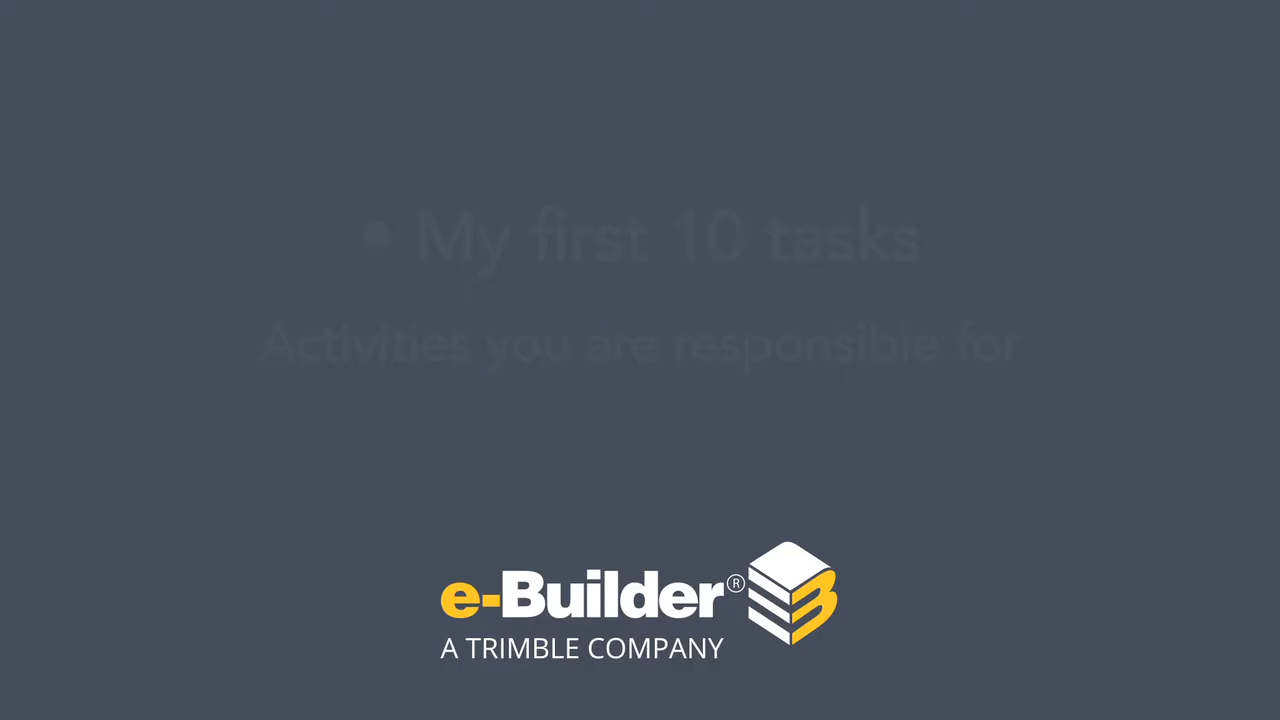 • My first 10 tasks
Activities you are responsible for
e-Builder®
A TRIMBLE COMPANY